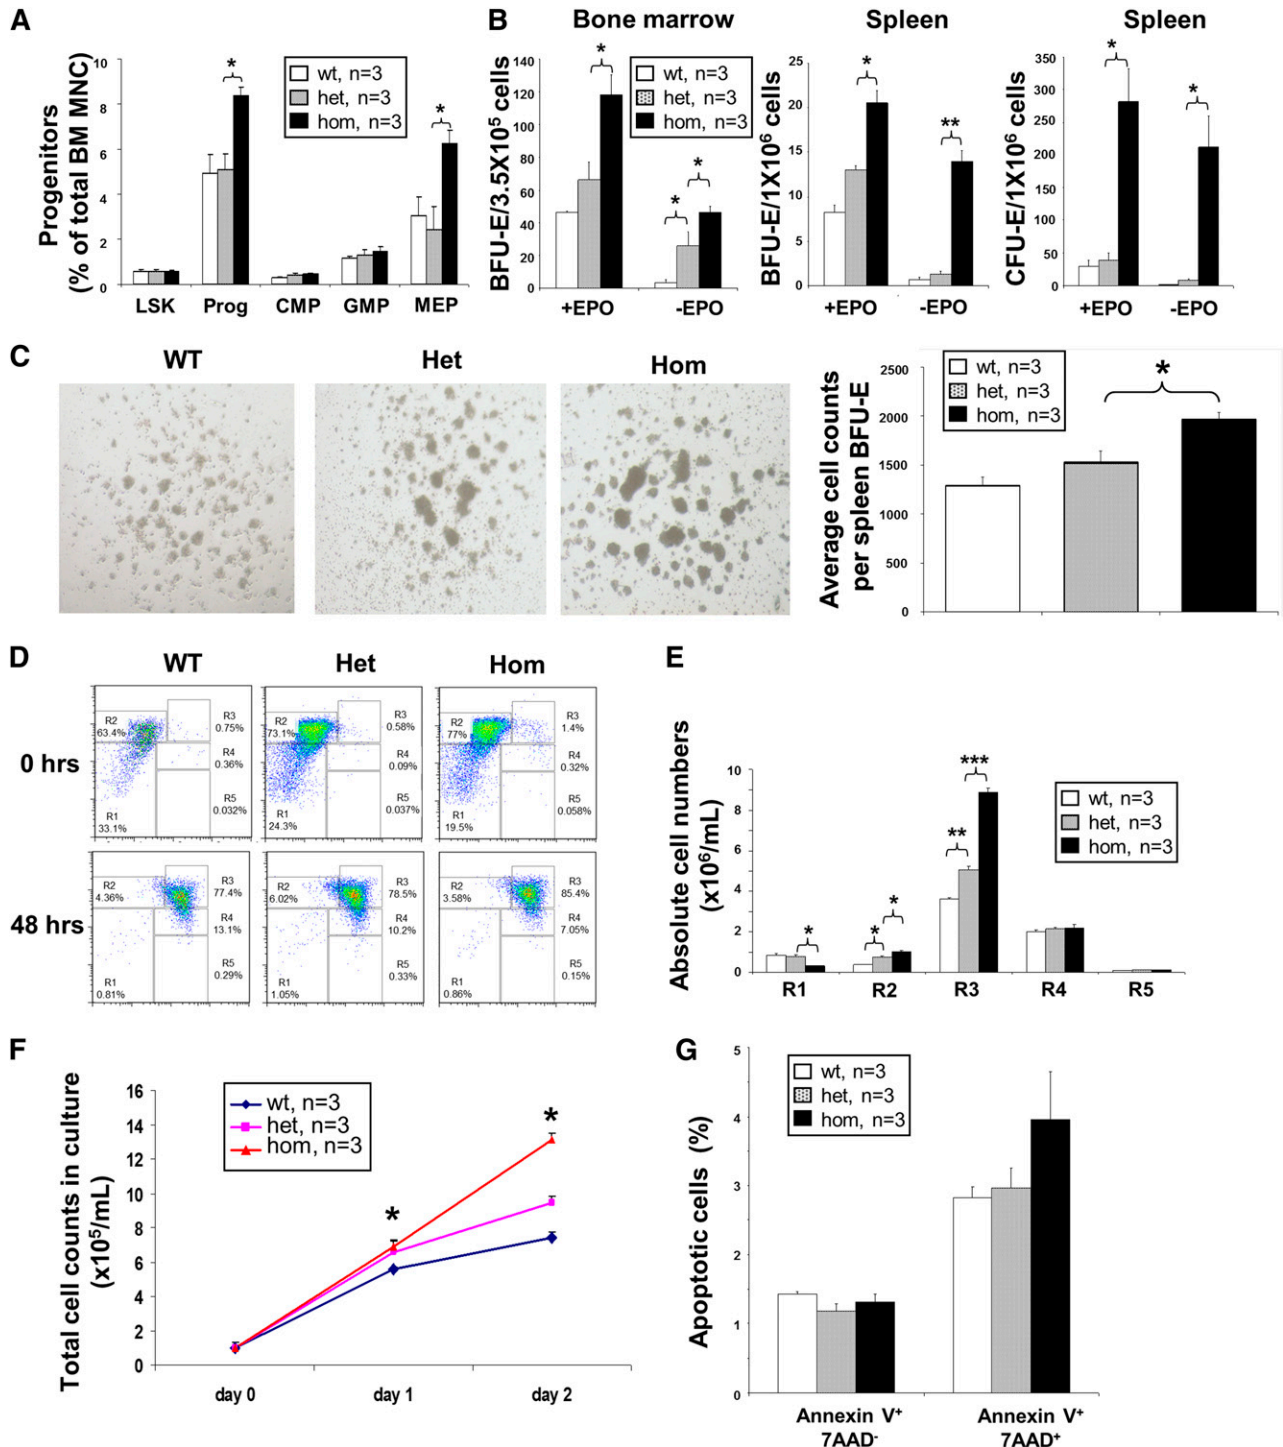 A
Progenitors
(% of total BM MNC)
10
8
6
4
2
0
*
*
wt, n=3
het, n=3
hom, n=3
LSK Prog CMP GMP MEP
B
Bone marrow
BFU-E/3.5X10⁵ cells
140
120
100
80
60
40
20
0
*
*
*
wt, n=3
het, n=3
hom, n=3
+EPO -EPO
Spleen
BFU-E/1X10⁶ cells
25
20
15
10
5
0
*
**
+EPO -EPO
Spleen
CFU-E/1X10⁶ cells
350
300
250
200
150
100
50
0
*
*
+EPO -EPO
C
WT Het Hom
Average cell counts
per spleen BFU-E
2500
2000
1500
1000
500
0
wt, n=3
het, n=3
hom, n=3
*
D
WT Het Hom
0 hrs
R2
63.4%
R3
0.75%
R4
0.36%
R5
0.032%
R1
33.1%
R2
73.1%
R3
0.58%
R4
0.09%
R5
0.037%
R1
24.3%
R2
77%
R3
1.4%
R4
0.32%
R5
0.058%
R1
19.5%
48 hrs
R2
4.36%
R3
77.4%
R4
13.1%
R5
0.29%
R1
0.81%
R2
6.02%
R3
78.5%
R4
10.2%
R5
0.33%
R1
1.05%
R2
3.58%
R3
85.4%
R4
7.05%
R5
0.15%
R1
0.86%
E
Absolute cell numbers
(x10⁶/mL)
10
8
6
4
2
0
*
*
*
**
***
wt, n=3
het, n=3
hom, n=3
R1 R2 R3 R4 R5
F
Total cell counts in culture
(x10⁵/mL)
16
14
12
10
8
6
4
2
0
wt, n=3
het, n=3
hom, n=3
*
*
day 0 day 1 day 2
G
Apoptotic cells (%)
5
4
3
2
1
0
wt, n=3
het, n=3
hom, n=3
Annexin V⁺ Annexin V⁺
7AAD⁻ 7AAD⁺